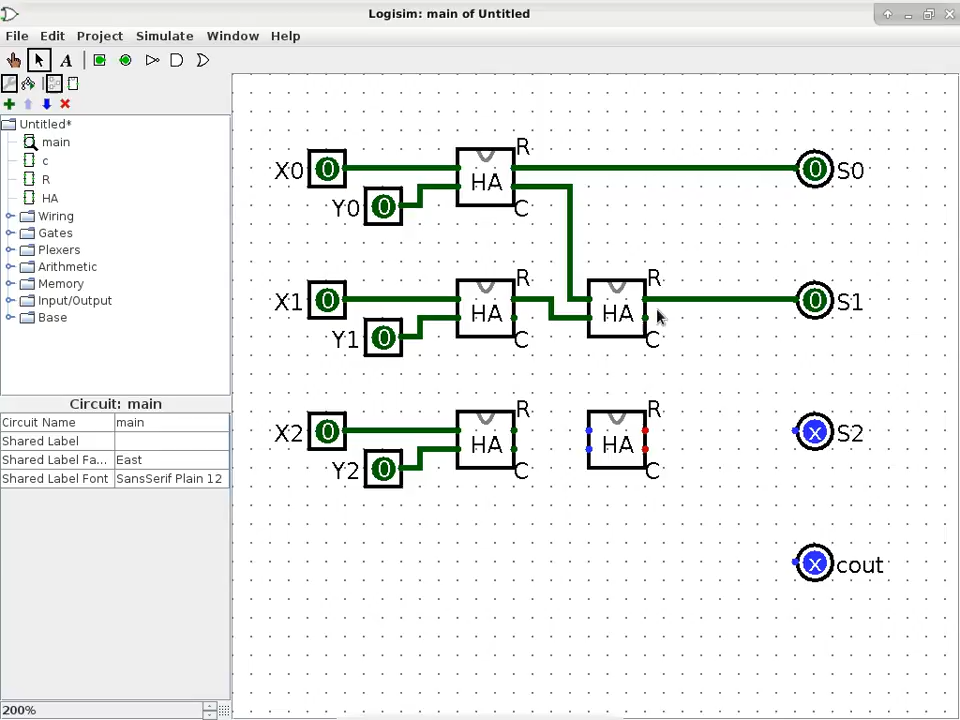 Logisim: main of Untitled
File Edit Project Simulate Window Help
A
Untitled*
main
c
R
HA
Wiring
Gates
Plexers
Arithmetic
Memory
Input/Output
Base
Circuit: main
Circuit Name main
Shared Label
Shared Label Fa... East
Shared Label Font SansSerif Plain 12
200%
X0 0 HA R 0 S0
Y0 0 C
X1 0 HA R HA R 0 S1
Y1 0 C C
X2 0 HA R HA R x S2
Y2 0 C C
x cout